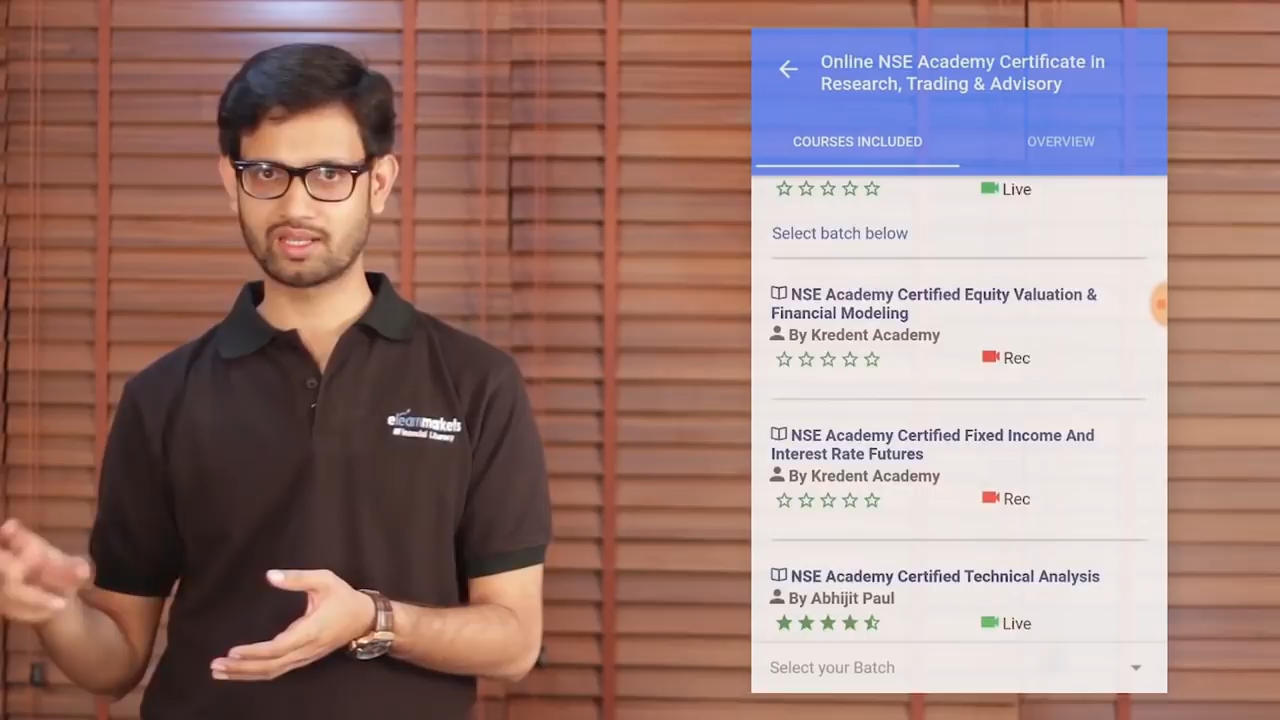 elearnmarkets
#Financial Literacy
Online NSE Academy Certificate in
Research, Trading & Advisory
COURSES INCLUDED
OVERVIEW
Live
Select batch below
NSE Academy Certified Equity Valuation &
Financial Modeling
By Kredent Academy
Rec
NSE Academy Certified Fixed Income And
Interest Rate Futures
By Kredent Academy
Rec
NSE Academy Certified Technical Analysis
By Abhijit Paul
Live
Select your Batch